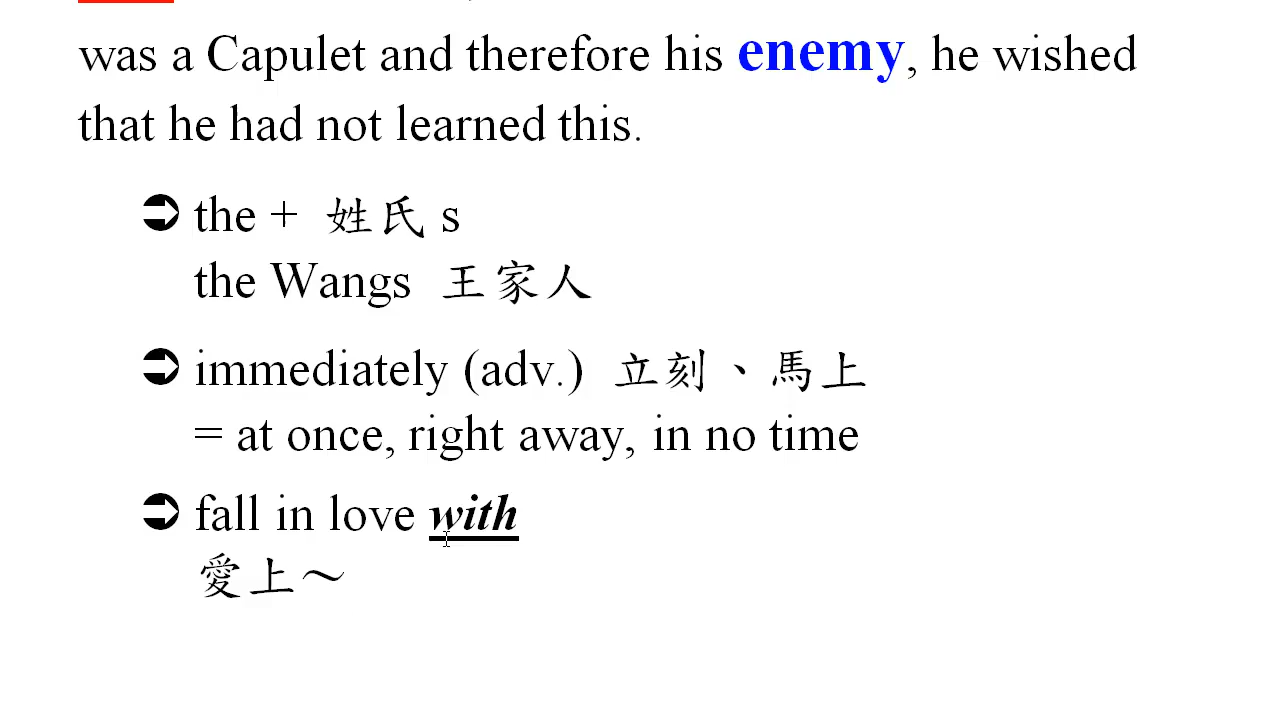 was a Capulet and therefore his enemy, he wished
that he had not learned this.
➲ the + 姓氏 s
the Wangs 王家人
➲ immediately (adv.) 立刻、馬上
= at once, right away, in no time
➲ fall in love with
愛上～